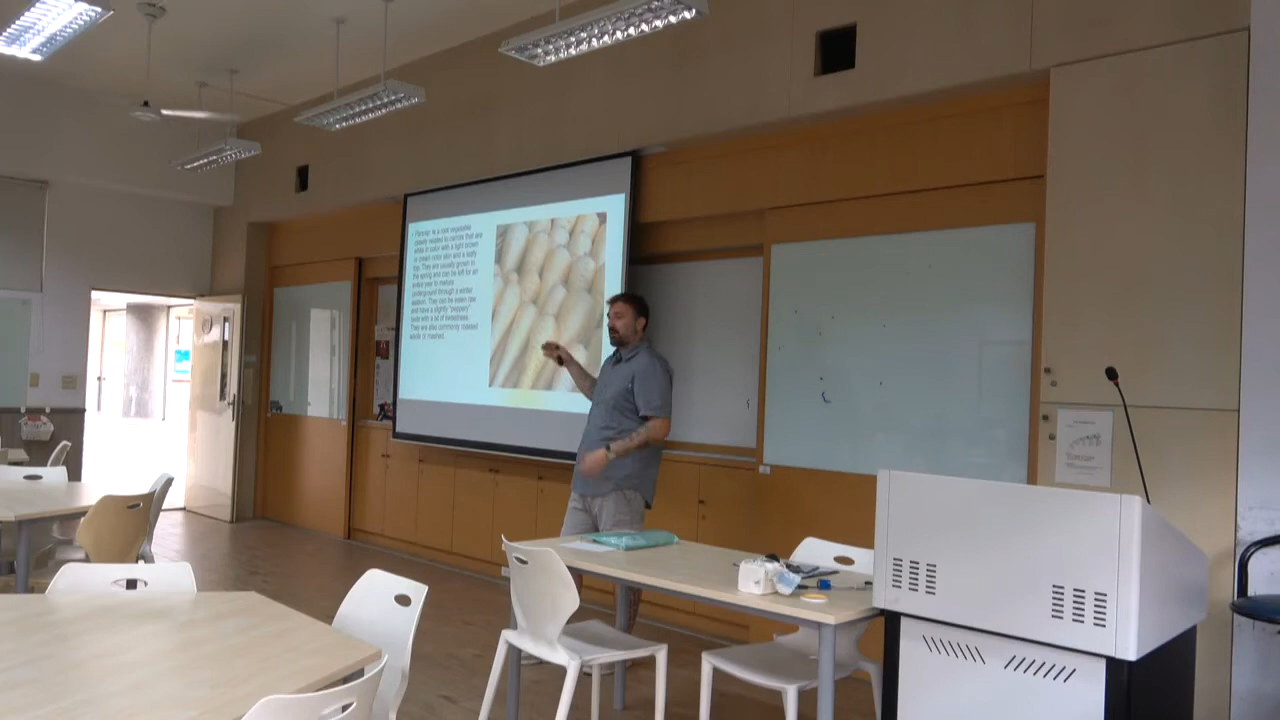 • Parsnip: is a root vegetable
closely related to carrots that are
white in color with a light brown
or cream color skin and a leafy
top. They are usually grown in
the spring and can be left for an
entire year to mature
underground through a winter
season. They can be eaten raw
and have a slightly "peppery"
taste with a bit of sweetness.
They are also commonly roasted
whole or mashed.